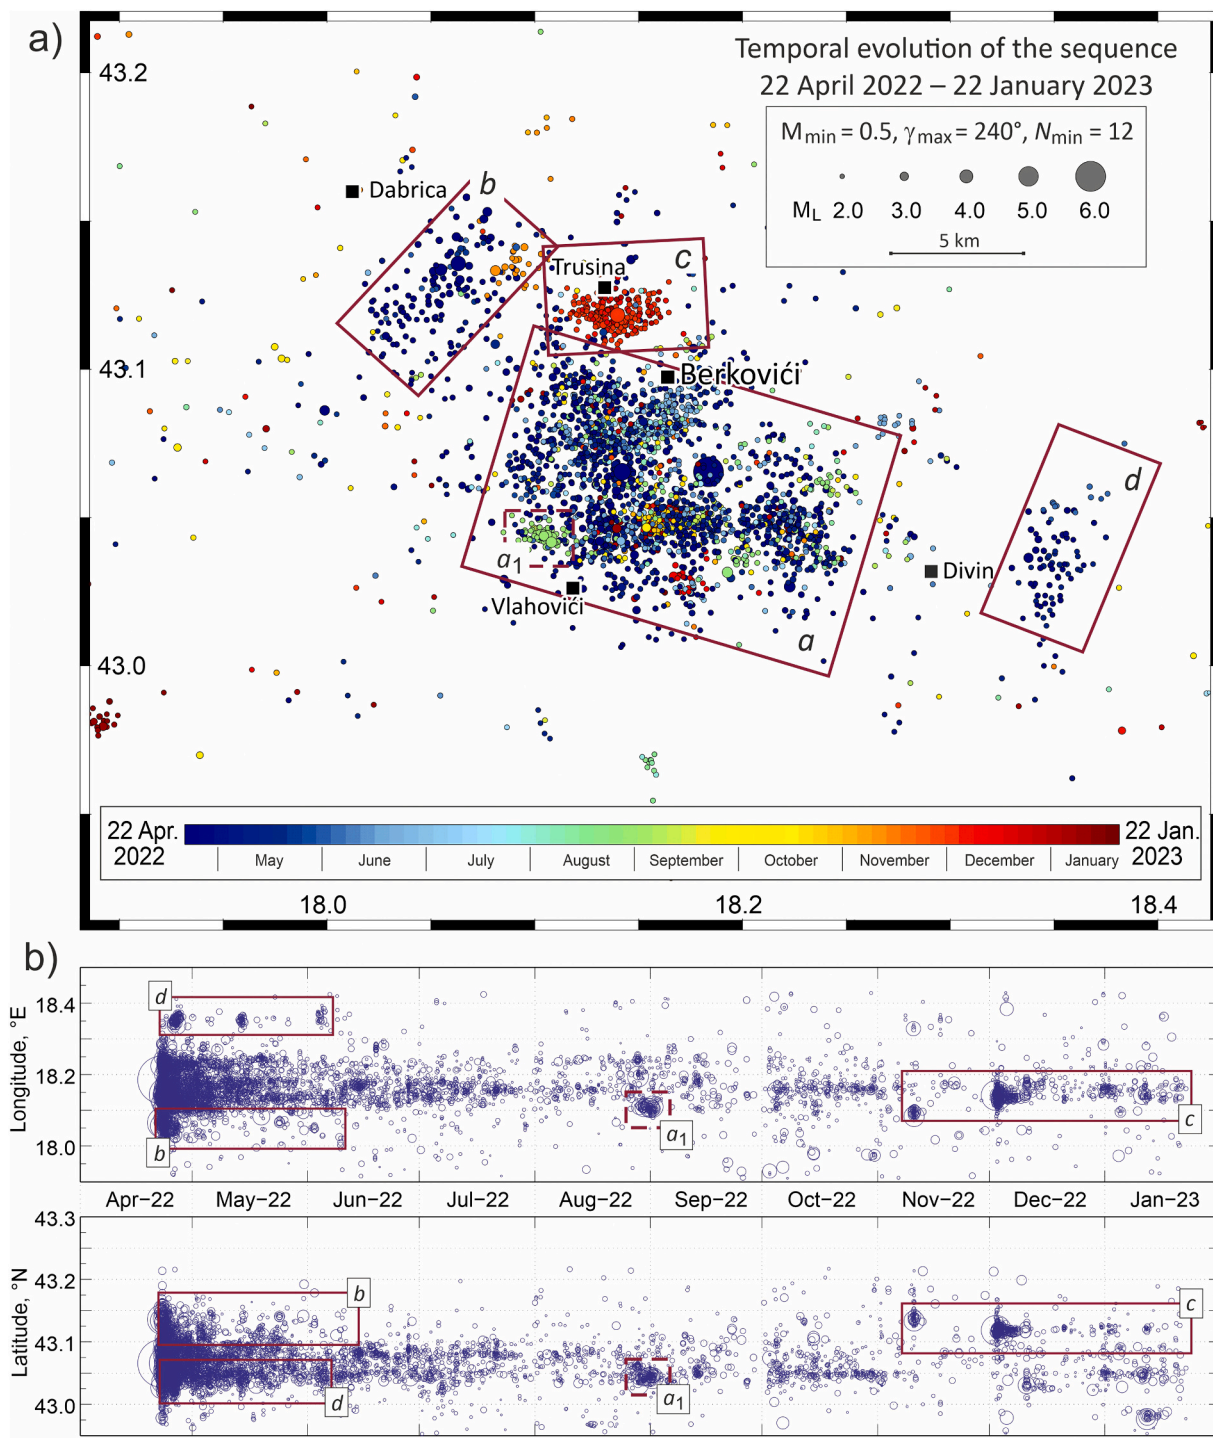 a)
Temporal evolution of the sequence
22 April 2022 – 22 January 2023
M min = 0.5, γ max = 240°, N min = 12
M L 2.0 3.0 4.0 5.0 6.0
5 km
43.2
Dabrica
b
Trusina
c
43.1
Berkovići
d
a1
Divin
Vlahovići
a
43.0
22 Apr.
2022
May June July August September October November December January
22 Jan.
2023
18.0 18.2 18.4
b)
Longitude, °E
18.4
18.2
18.0
d
b
a1
c
Apr–22 May–22 Jun–22 Jul–22 Aug–22 Sep–22 Oct–22 Nov–22 Dec–22 Jan–23
Latitude, °N
43.3
43.2
43.1
43.0
b
d
a1
c